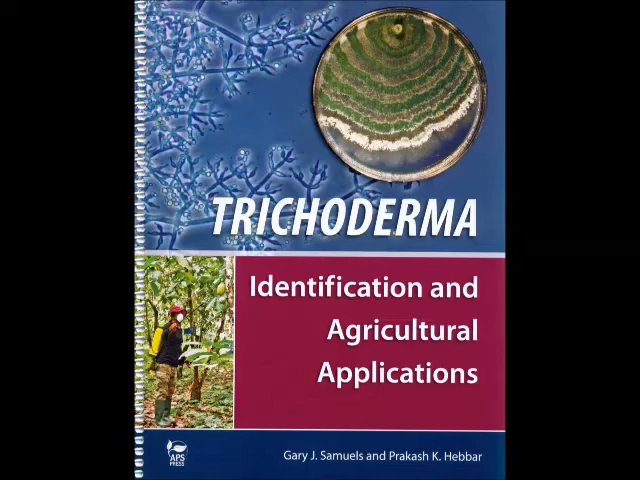 TRICHODERMA
Identification and
Agricultural
Applications
APS
PRESS
Gary J. Samuels and Prakash K. Hebbar